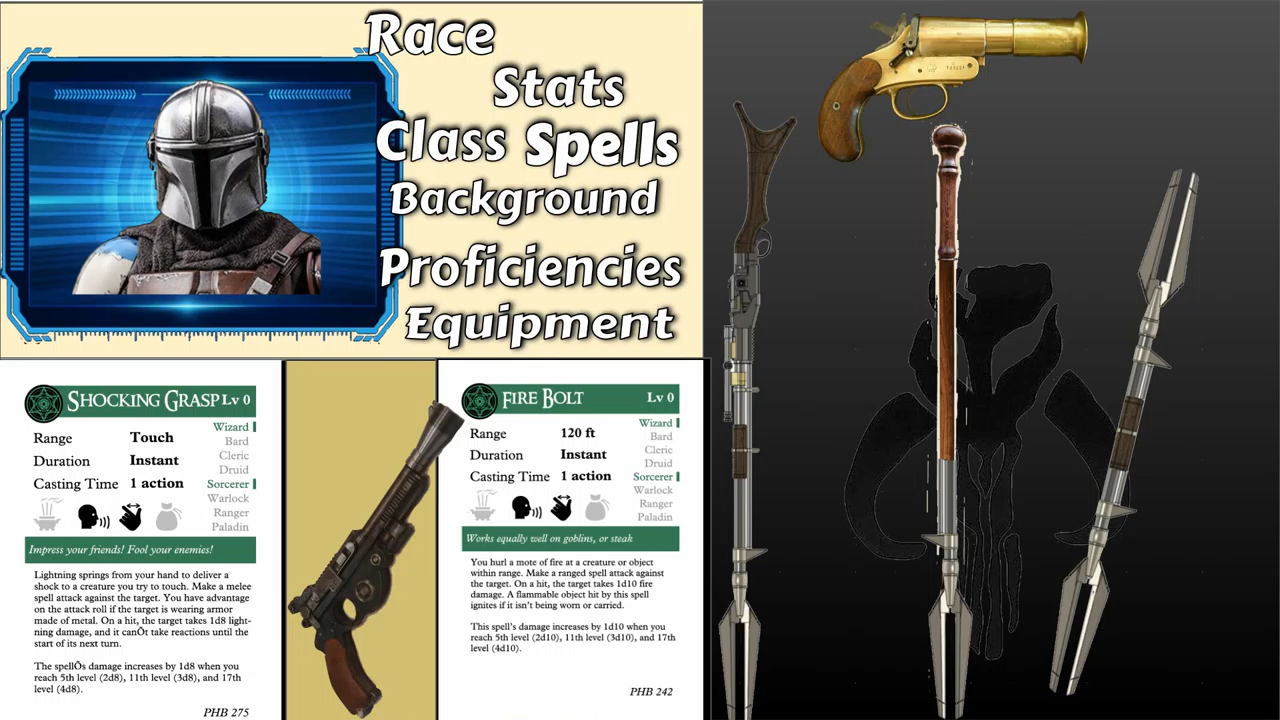 Race
Stats
Class Spells
Background
Proficiencies
Equipment
SHOCKING GRASP Lv 0
Range Touch
Duration Instant
Casting Time 1 action
Wizard
Bard
Cleric
Druid
Sorcerer
Warlock
Ranger
Paladin
Impress your friends! Fool your enemies!
Lightning springs from your hand to deliver a
shock to a creature you try to touch. Make a melee
spell attack against the target. You have advantage
on the attack roll if the target is wearing armor
made of metal. On a hit, the target takes 1d8 light-
ning damage, and it canÕt take reactions until the
start of its next turn.
The spellÕs damage increases by 1d8 when you
reach 5th level (2d8), 11th level (3d8), and 17th
level (4d8).
PHB 275
FIRE BOLT Lv 0
Range 120 ft
Duration Instant
Casting Time 1 action
Wizard
Bard
Cleric
Druid
Sorcerer
Warlock
Ranger
Paladin
Works equally well on goblins, or steak
You hurl a mote of fire at a creature or object
within range. Make a ranged spell attack against
the target. On a hit, the target takes 1d10 fire
damage. A flammable object hit by this spell
ignites if it isn't being worn or carried.
This spell's damage increases by 1d10 when you
reach 5th level (2d10), 11th level (3d10), and 17th
level (4d10).
PHB 242